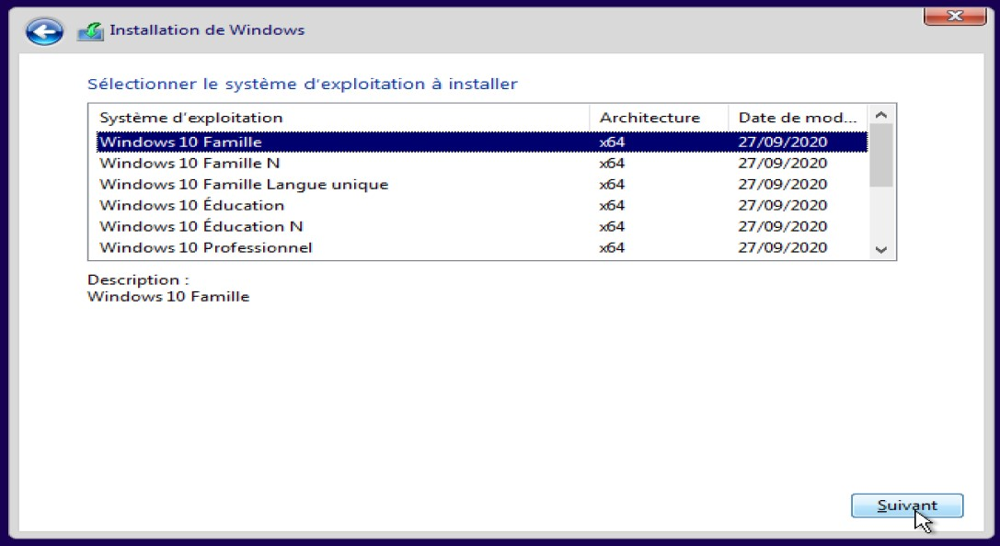 Installation de Windows
Sélectionner le système d'exploitation à installer
Système d'exploitation Architecture Date de mod...
Windows 10 Famille x64 27/09/2020
Windows 10 Famille N x64 27/09/2020
Windows 10 Famille Langue unique x64 27/09/2020
Windows 10 Éducation x64 27/09/2020
Windows 10 Éducation N x64 27/09/2020
Windows 10 Professionnel x64 27/09/2020
Description :
Windows 10 Famille
Suivant